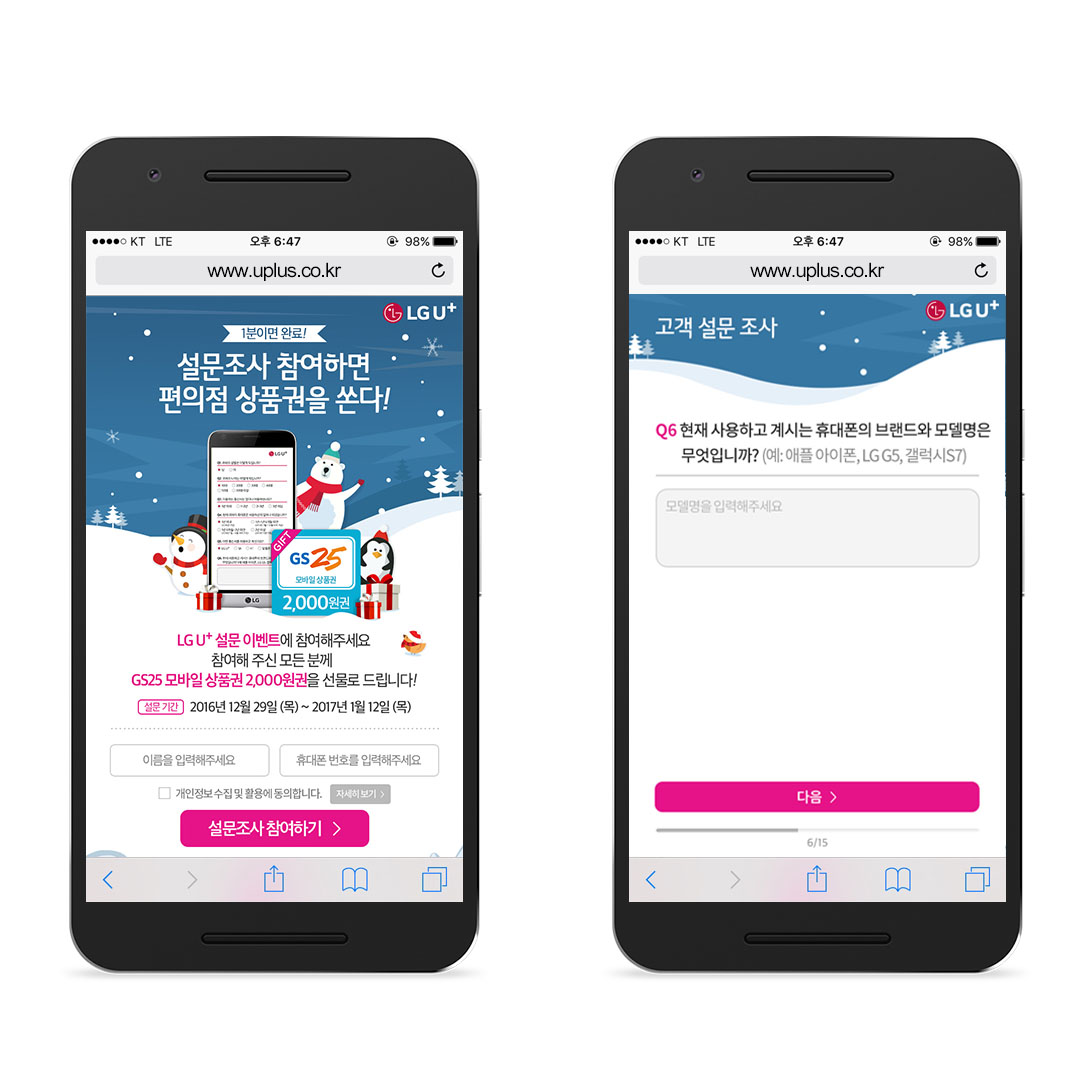 KT LTE 오후 6:47 98%
www.uplus.co.kr
LG U+
1분이면 완료!
설문조사 참여하면
편의점 상품권을 쏜다!
LG U+
GIFT
GS25
모바일 상품권
2,000원권
LG
LG U+ 설문 이벤트에 참여해주세요
참여해 주신 모든 분께
GS25 모바일 상품권 2,000원권을 선물로 드립니다!
설문 기간 2016년 12월 29일 (목) ~ 2017년 1월 12일 (목)
이름을 입력해주세요 휴대폰 번호를 입력해주세요
개인정보 수집 및 활용에 동의합니다. 자세히 보기 >
설문조사 참여하기 >
KT LTE 오후 6:47 98%
www.uplus.co.kr
LG U+
고객 설문 조사
Q6 현재 사용하고 계시는 휴대폰의 브랜드와 모델명은
무엇입니까? (예: 애플 아이폰, LG G5, 갤럭시S7)
모델명을 입력해주세요
다음 >
6/15